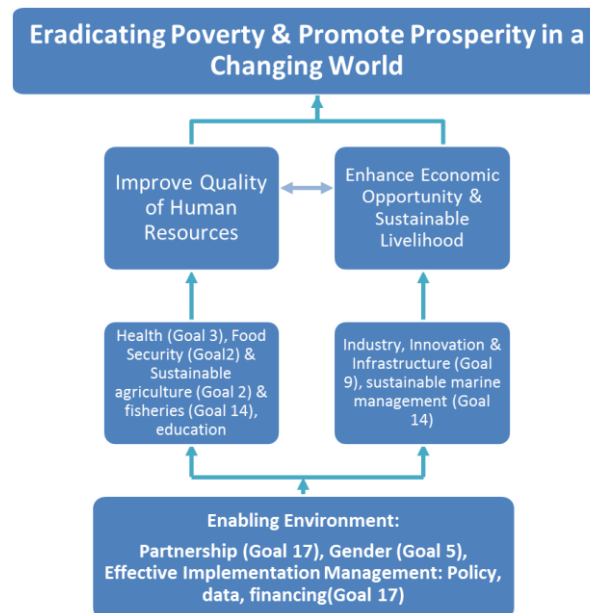 Eradicating Poverty & Promote Prosperity in a
Changing World
Improve Quality
of Human
Resources
Enhance Economic
Opportunity &
Sustainable
Livelihood
Health (Goal 3), Food
Security (Goal2) &
Sustainable
agriculture (Goal 2) &
fisheries (Goal 14),
education
Industry, Innovation &
Infrastructure (Goal
9), sustainable marine
management (Goal
14)
Enabling Environment:
Partnership (Goal 17), Gender (Goal 5),
Effective Implementation Management: Policy,
data, financing(Goal 17)